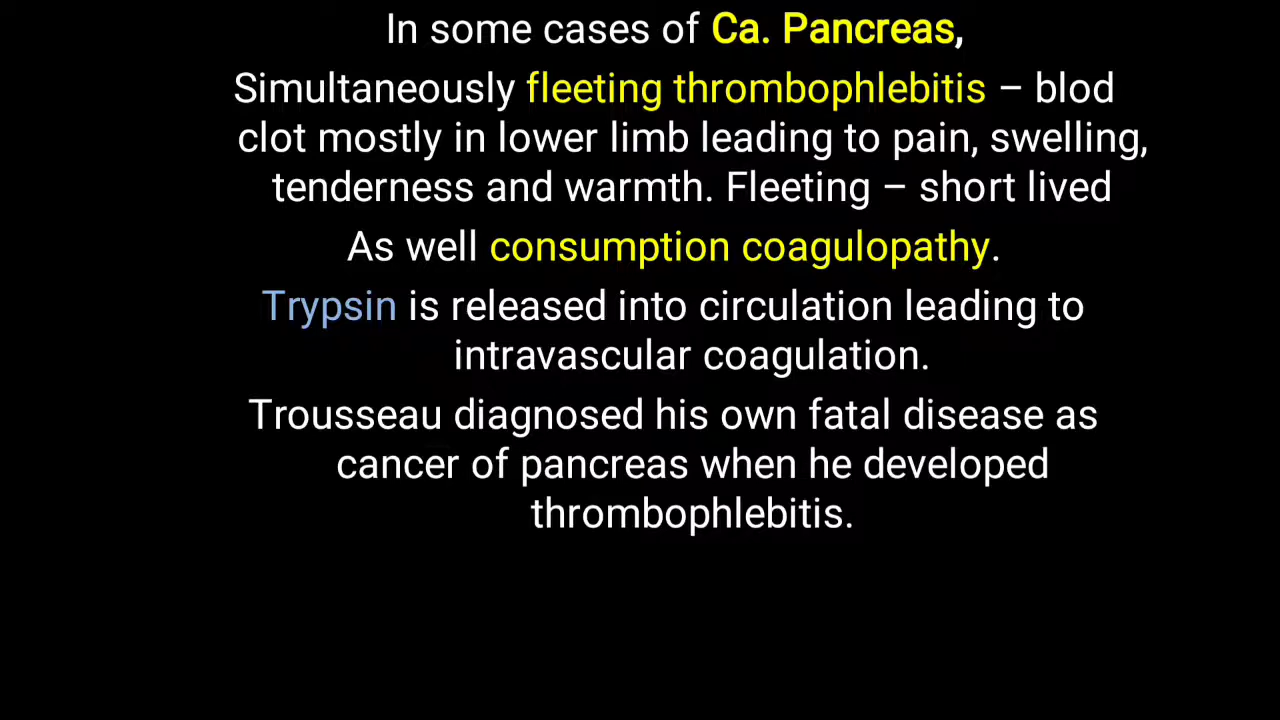 In some cases of Ca. Pancreas,
Simultaneously fleeting thrombophlebitis – blod
clot mostly in lower limb leading to pain, swelling,
tenderness and warmth. Fleeting – short lived
As well consumption coagulopathy.
Trypsin is released into circulation leading to
intravascular coagulation.
Trousseau diagnosed his own fatal disease as
cancer of pancreas when he developed
thrombophlebitis.